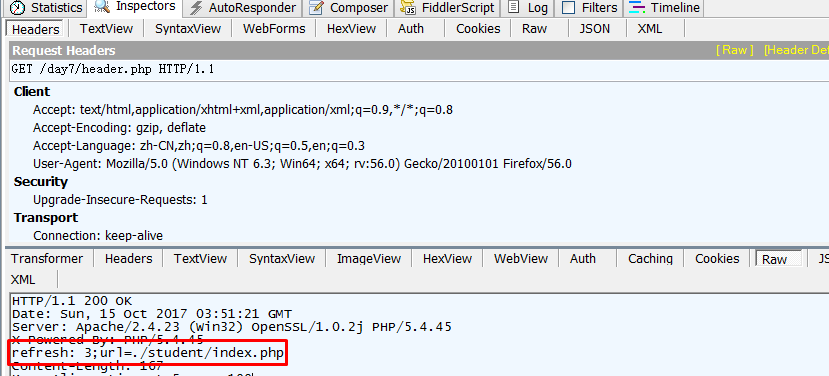 Statistics Inspectors AutoResponder Composer FiddlerScript Log Filters Timeline
Headers TextView SyntaxView WebForms HexView Auth Cookies Raw JSON XML
Request Headers [ Raw ] [Header Def
GET /day7/header.php HTTP/1.1
Client
Accept: text/html,application/xhtml+xml,application/xml;q=0.9,*/*;q=0.8
Accept-Encoding: gzip, deflate
Accept-Language: zh-CN,zh;q=0.8,en-US;q=0.5,en;q=0.3
User-Agent: Mozilla/5.0 (Windows NT 6.3; Win64; x64; rv:56.0) Gecko/20100101 Firefox/56.0
Security
Upgrade-Insecure-Requests: 1
Transport
Connection: keep-alive
Transformer Headers TextView SyntaxView ImageView HexView WebView Auth Caching Cookies Raw JS
XML
HTTP/1.1 200 OK
Date: Sun, 15 Oct 2017 03:51:21 GMT
Server: Apache/2.4.23 (Win32) OpenSSL/1.0.2j PHP/5.4.45
X-Powered-By: PHP/5.4.45
refresh: 3;url=./student/index.php
Content-Length: 167